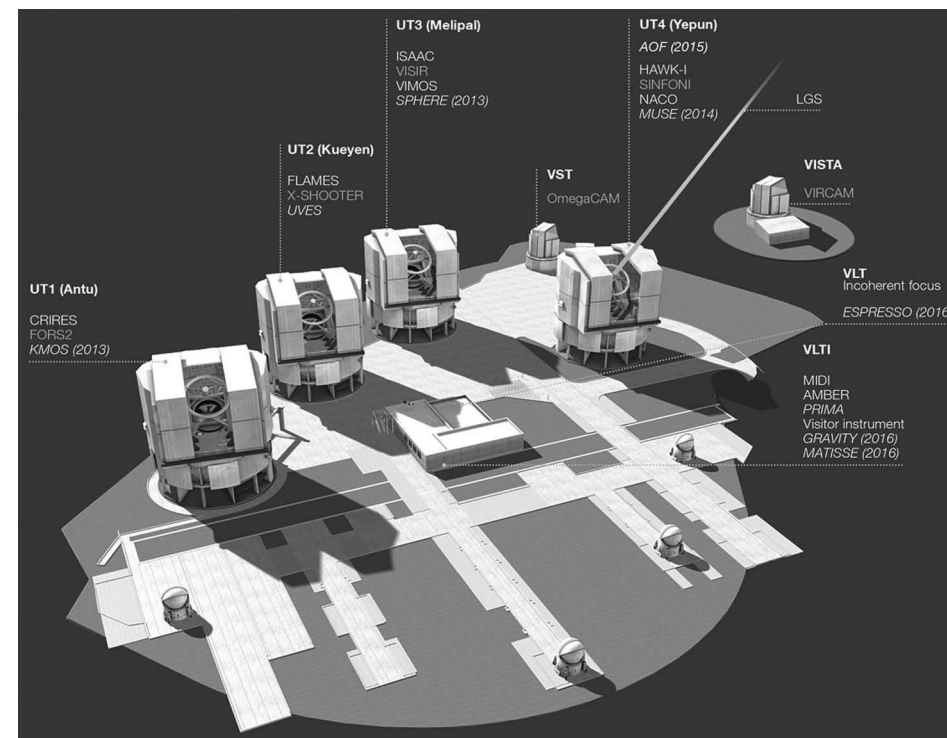 UT3 (Melipal)
ISAAC
VISIR
VIMOS
SPHERE (2013)
UT4 (Yepun)
AOF (2015)
HAWK-I
SINFONI
NACO
MUSE (2014)
LGS
UT2 (Kueyen)
FLAMES
X-SHOOTER
UVES
VST
OmegaCAM
VISTA
VIRCAM
UT1 (Antu)
CRIRES
FORS2
KMOS (2013)
VLT
Incoherent focus
ESPRESSO (2016
VLTI
MIDI
AMBER
PRIMA
Visitor instrument
GRAVITY (2016)
MATISSE (2016)